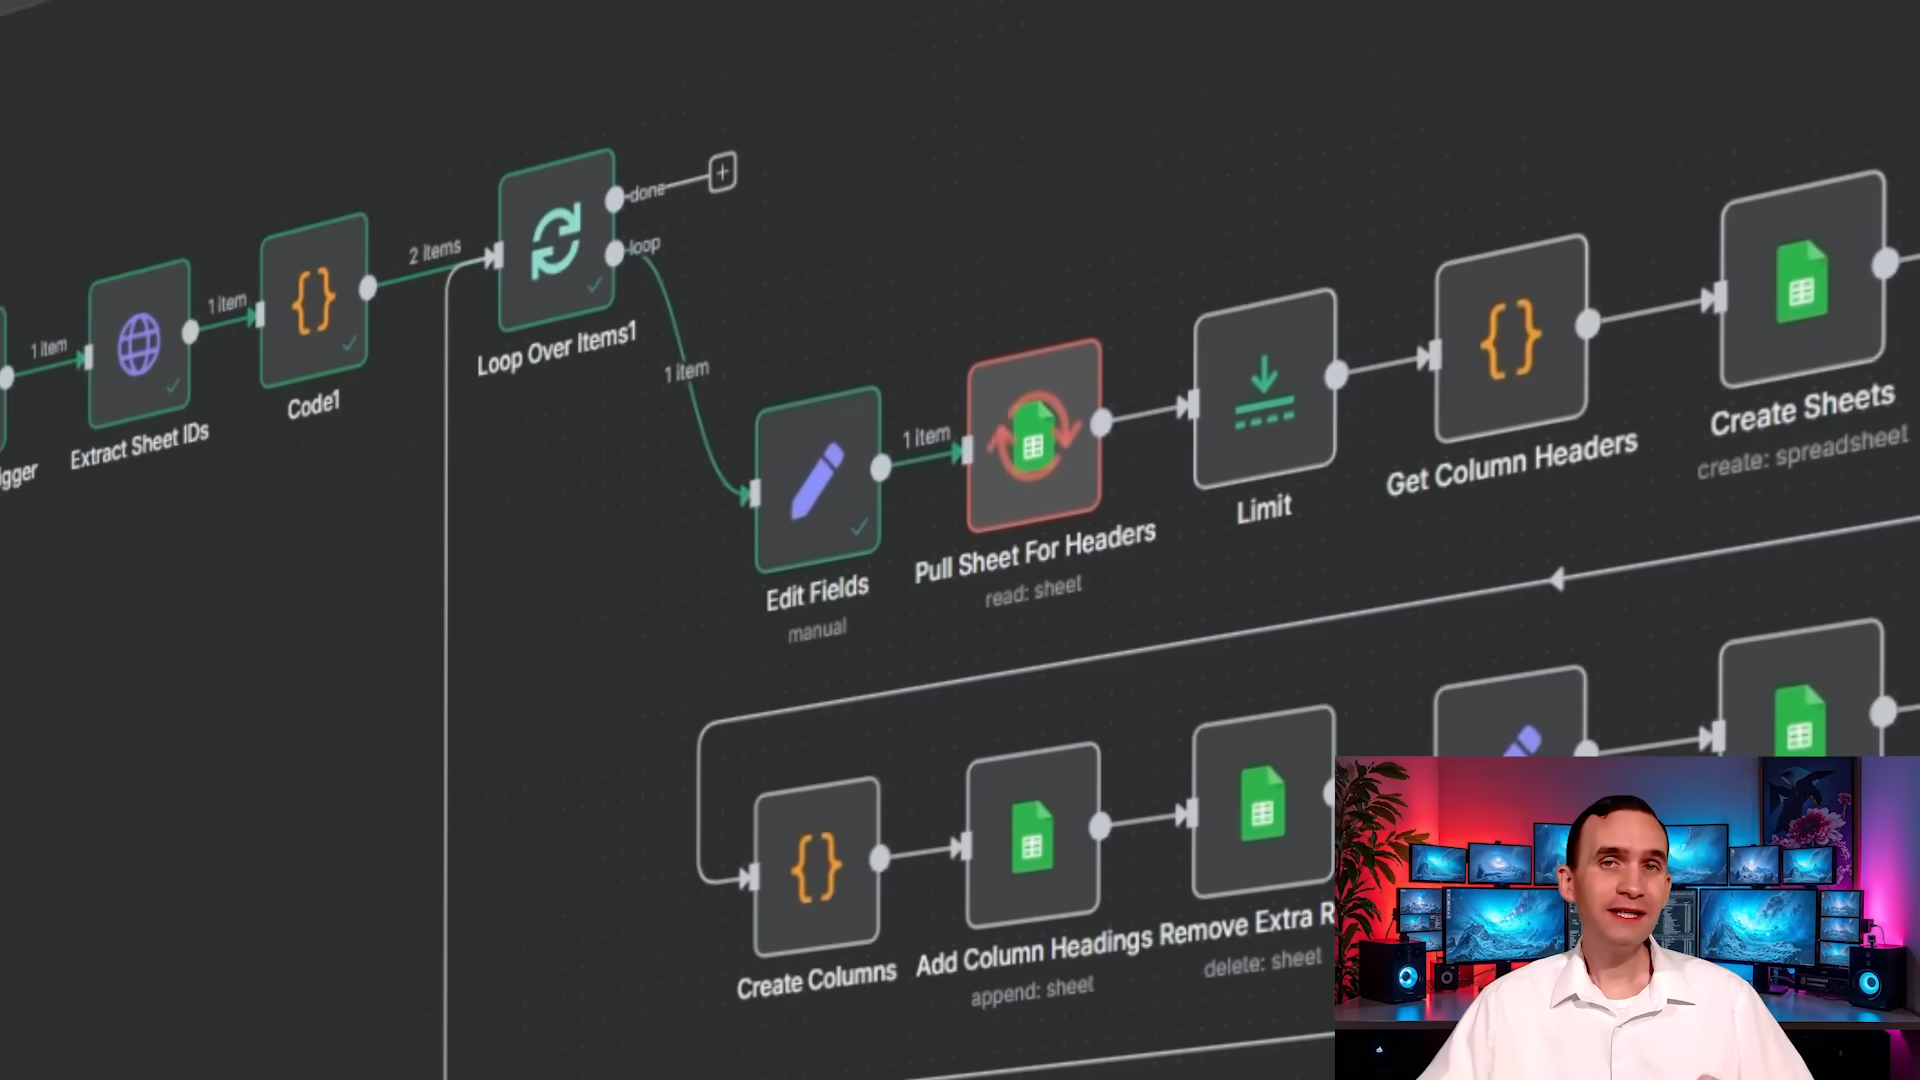 done
loop
2 items
1 item
1 item
Loop Over Items1
Code1
Extract Sheet IDs
1 item
1 item
Create Sheets
create: spreadsheet
Get Column Headers
Limit
Pull Sheet For Headers
read: sheet
Edit Fields
manual
Create Columns
Add Column Headings
append: sheet
Remove Extra R
delete: sheet